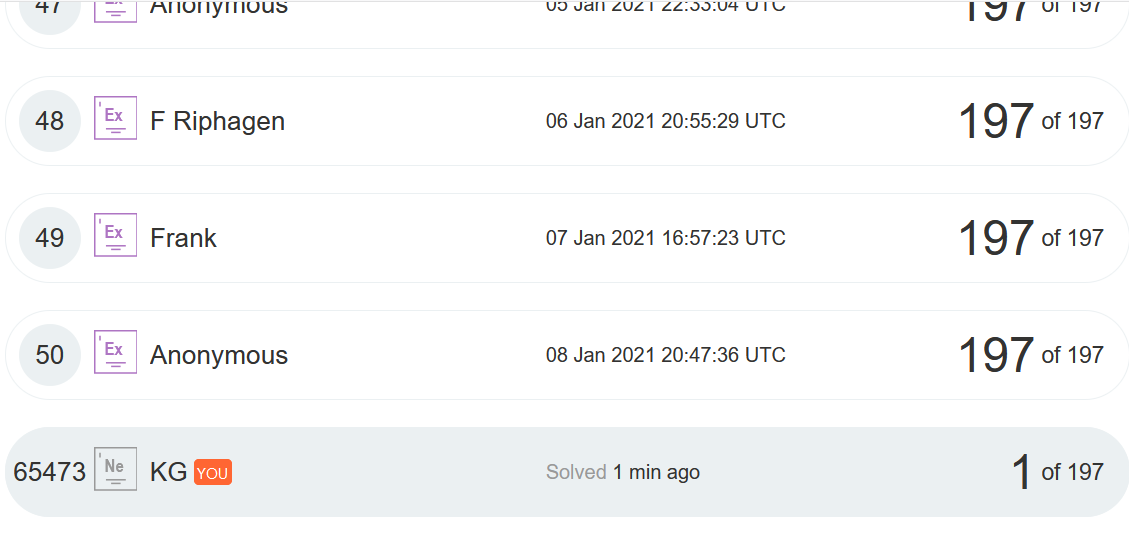 47 Ex Anonymous 05 Jan 2021 22:33:04 UTC 197 of 197
48 Ex F Riphagen 06 Jan 2021 20:55:29 UTC 197 of 197
49 Ex Frank 07 Jan 2021 16:57:23 UTC 197 of 197
50 Ex Anonymous 08 Jan 2021 20:47:36 UTC 197 of 197
65473 Ne KG YOU Solved 1 min ago 1 of 197